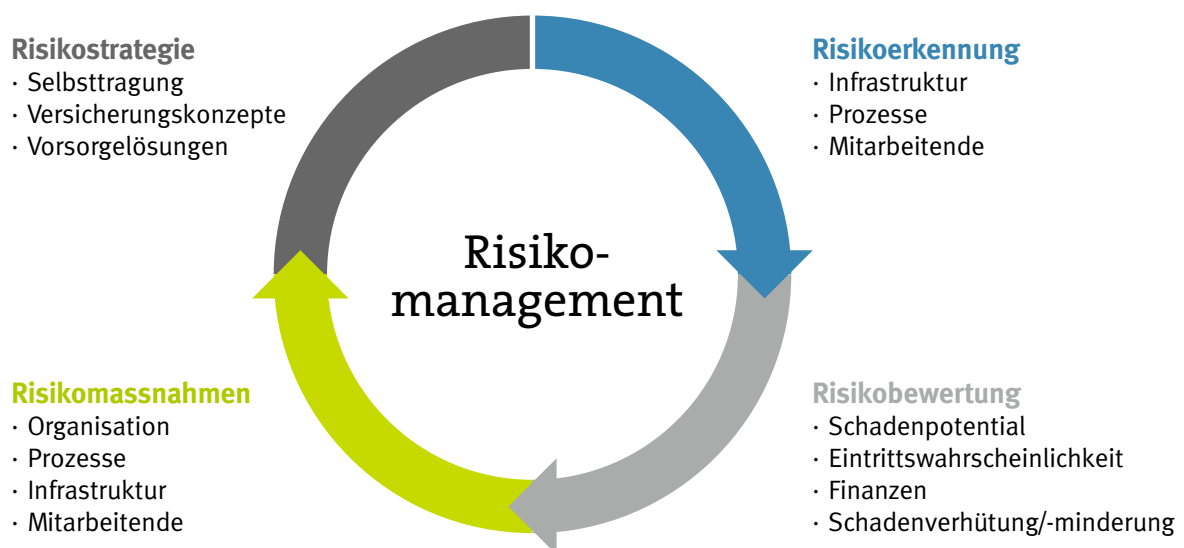 Risikostrategie
· Selbsttragung
· Versicherungskonzepte
· Vorsorgelösungen
Risikoerkennung
· Infrastruktur
· Prozesse
· Mitarbeitende
Risiko-
management
Risikomassnahmen
· Organisation
· Prozesse
· Infrastruktur
· Mitarbeitende
Risikobewertung
· Schadenpotential
· Eintrittswahrscheinlichkeit
· Finanzen
· Schadenverhütung/-minderung